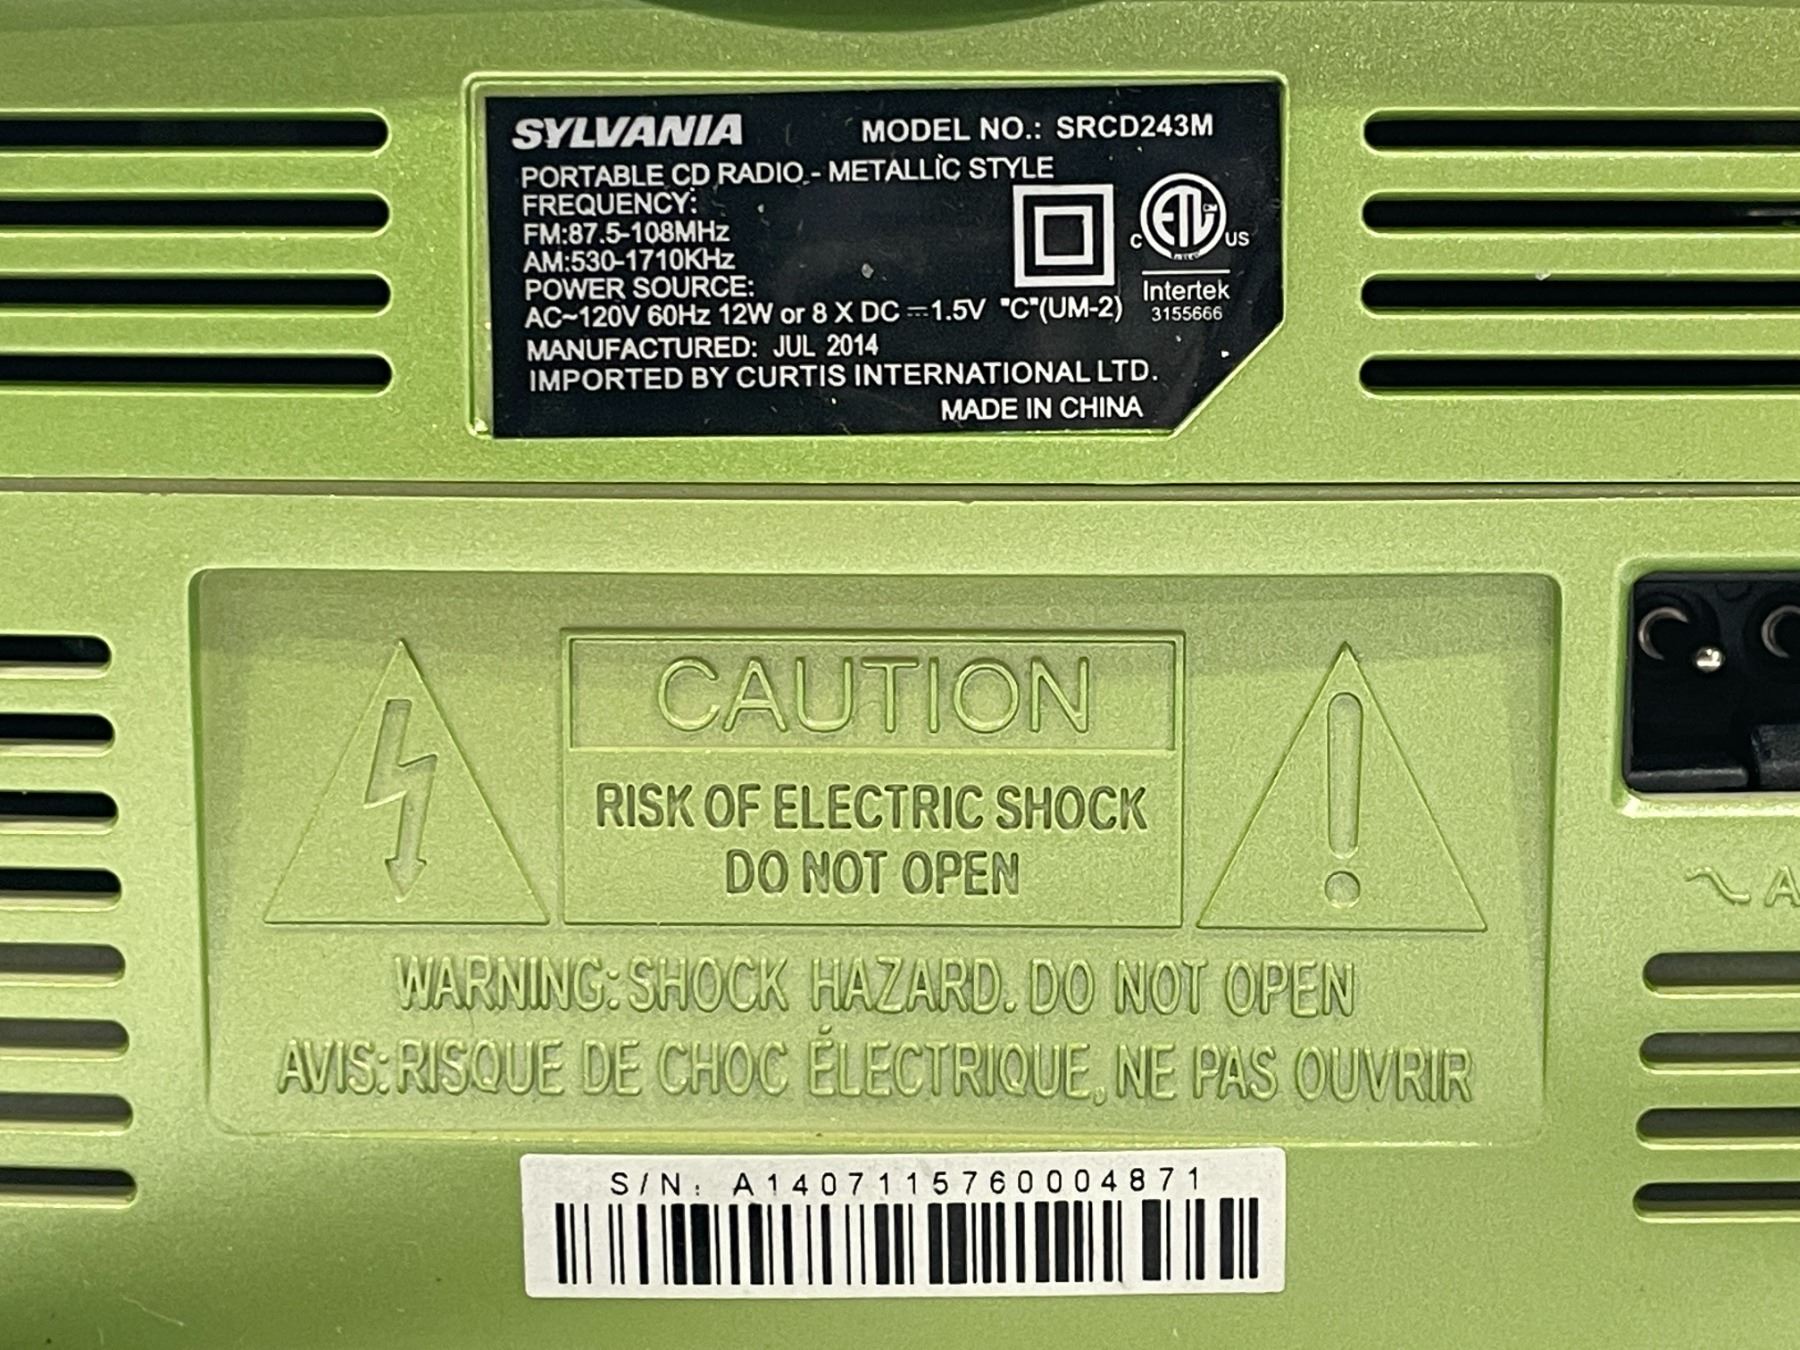 SYLVANIA MODEL NO.: SRCD243M
PORTABLE CD RADIO - METALLIC STYLE
FREQUENCY:
FM:87.5-108MHz
AM:530-1710KHz
POWER SOURCE:
AC~120V 60Hz 12W or 8 X DC ⎓1.5V "C"(UM-2)
MANUFACTURED: JUL 2014
IMPORTED BY CURTIS INTERNATIONAL LTD.
MADE IN CHINA
C ETL CM US
Intertek
3155666
CAUTION
RISK OF ELECTRIC SHOCK
DO NOT OPEN
WARNING: SHOCK HAZARD. DO NOT OPEN
AVIS: RISQUE DE CHOC ÉLECTRIQUE, NE PAS OUVRIR
~ A
S/N: A1407115760004871